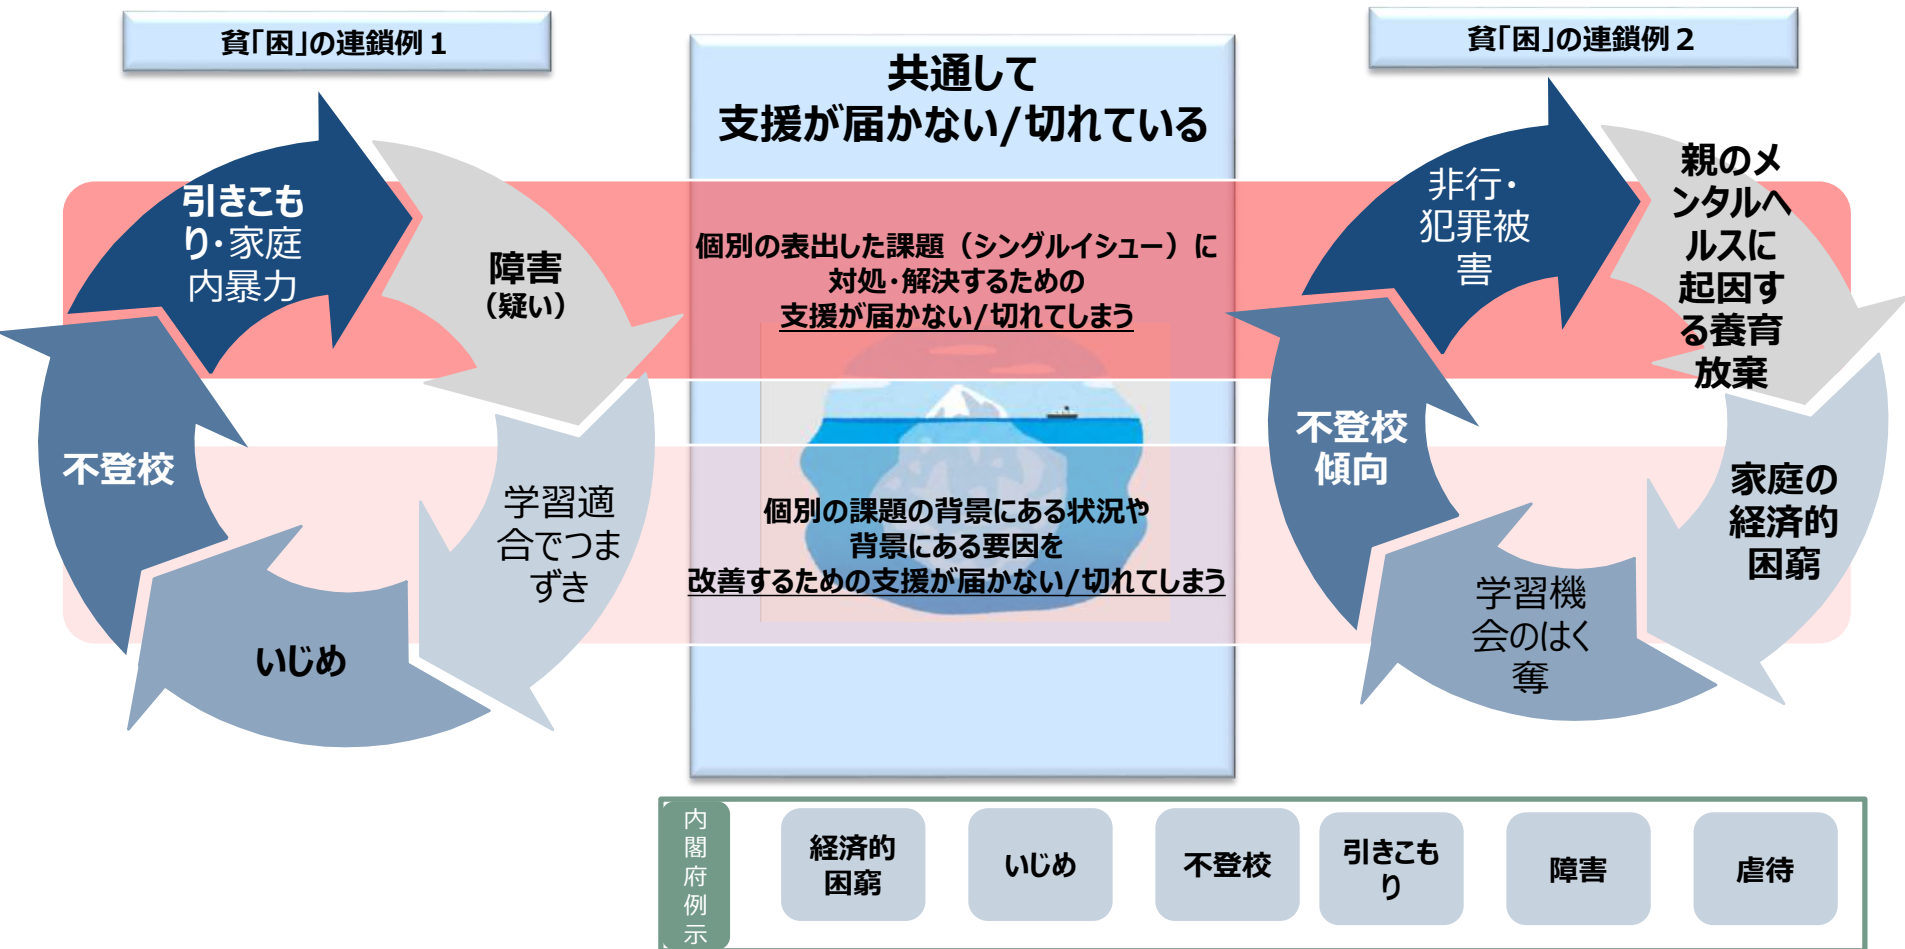 貧「困」の連鎖例1
引きこも
り・家庭
内暴力
障害
（疑い）
学習適
合でつま
ずき
いじめ
不登校
共通して
支援が届かない/切れている
個別の表出した課題（シングルイシュー）に
対処・解決するための
支援が届かない/切れてしまう
個別の課題の背景にある状況や
背景にある要因を
改善するための支援が届かない/切れてしまう
貧「困」の連鎖例2
非行・
犯罪被
害
親のメ
ンタルヘ
ルスに
起因す
る養育
放棄
家庭の
経済的
困窮
学習機
会のはく
奪
不登校
傾向
内
閣
府
例
示
経済的
困窮
いじめ
不登校
引きこも
り
障害
虐待